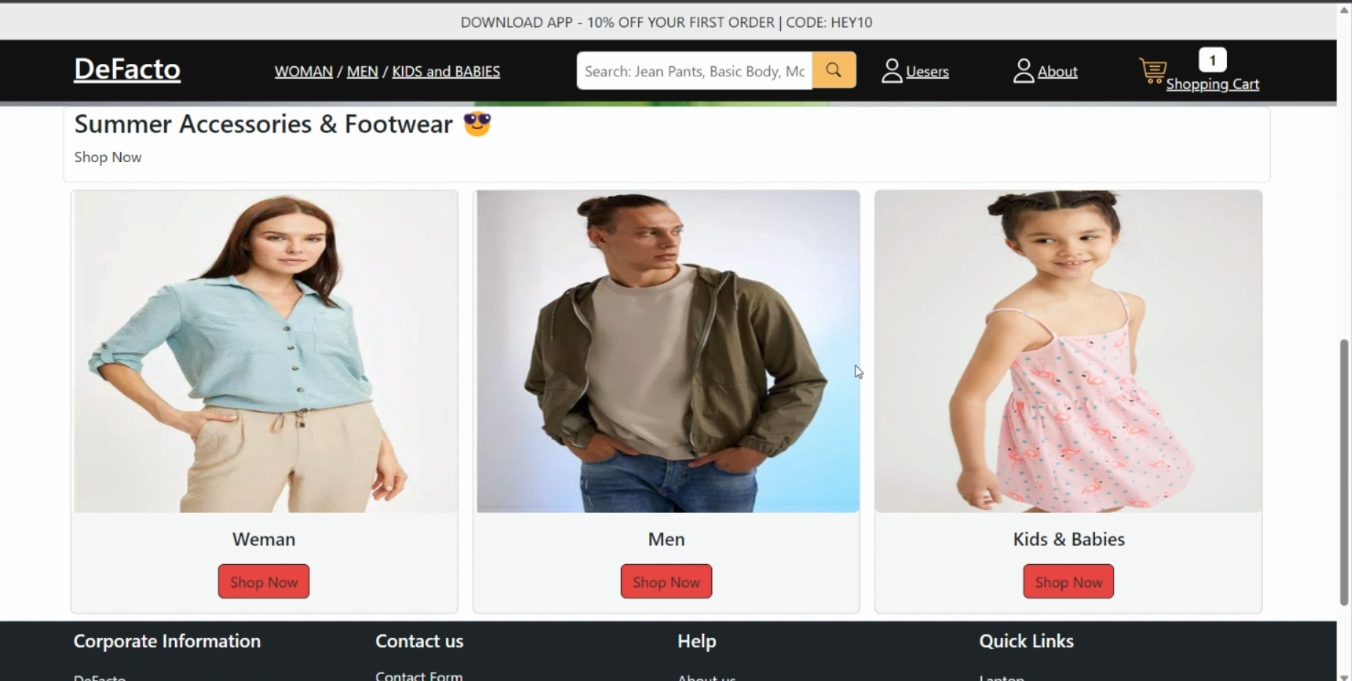 DOWNLOAD APP - 10% OFF YOUR FIRST ORDER | CODE: HEY10
DeFacto
WOMAN / MEN / KIDS and BABIES
Search: Jean Pants, Basic Body, Mc
Uesers
About
1
Shopping Cart
Summer Accessories & Footwear 😎
Shop Now
Weman
Shop Now
Men
Shop Now
Kids & Babies
Shop Now
Corporate Information
Contact us
Help
Quick Links
DeFacto
Contact Form
About us
Laptop